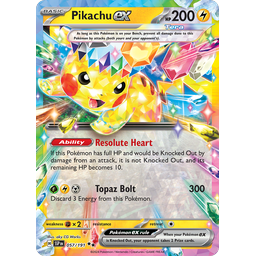 BASIC
Pikachu ex
HP 200
Tera
As long as this Pokémon is on your Bench, prevent all damage done to this
Pokémon by attacks (both yours and your opponent's).
Ability Resolute Heart
If this Pokémon has full HP and would be Knocked Out by
damage from an attack, it is not Knocked Out, and its
remaining HP becomes 10.
Topaz Bolt 300
Discard 3 Energy from this Pokémon.
weakness ×2 resistance retreat
Pokémon ex rule When your Pokémon ex
is Knocked Out, your opponent takes 2 Prize cards.
057/191